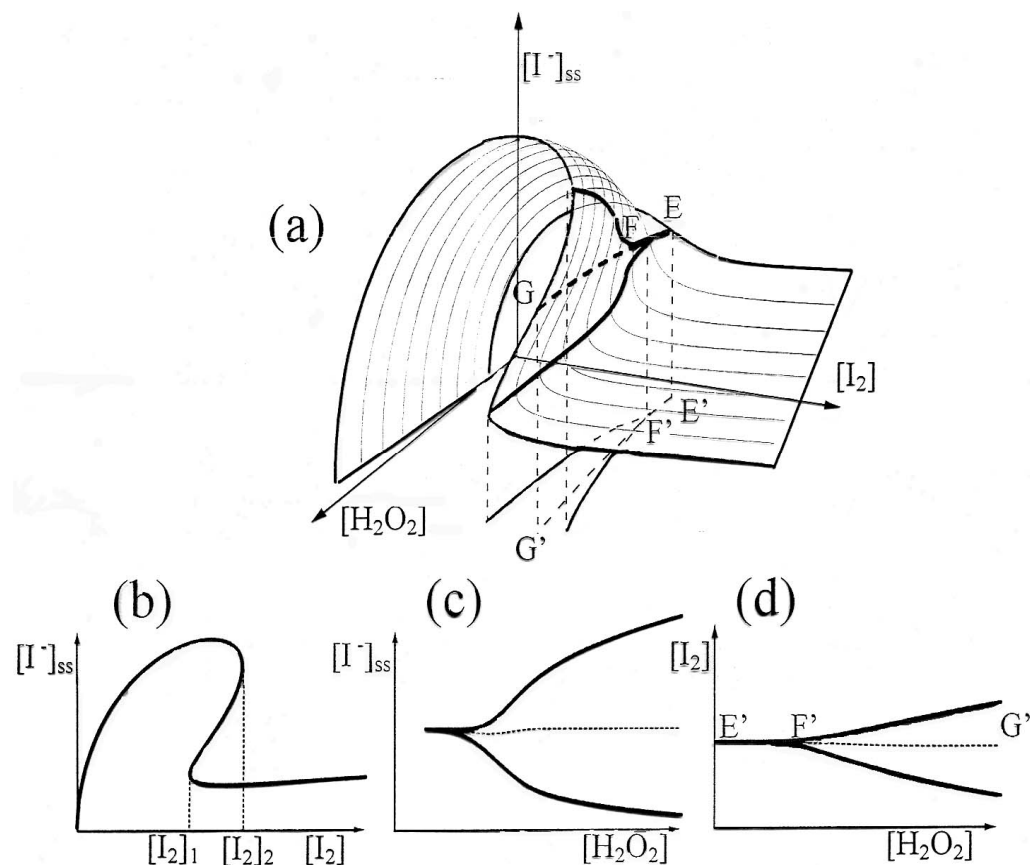 [I⁻]ss
(a)
E
F
G
[I₂]
E'
F'
[H₂O₂]
G'
(b)
(c)
(d)
[I⁻]ss
[I⁻]ss
[I₂]
E' F' G'
[I₂]₁ [I₂]₂ [I₂]
[H₂O₂]
[H₂O₂]